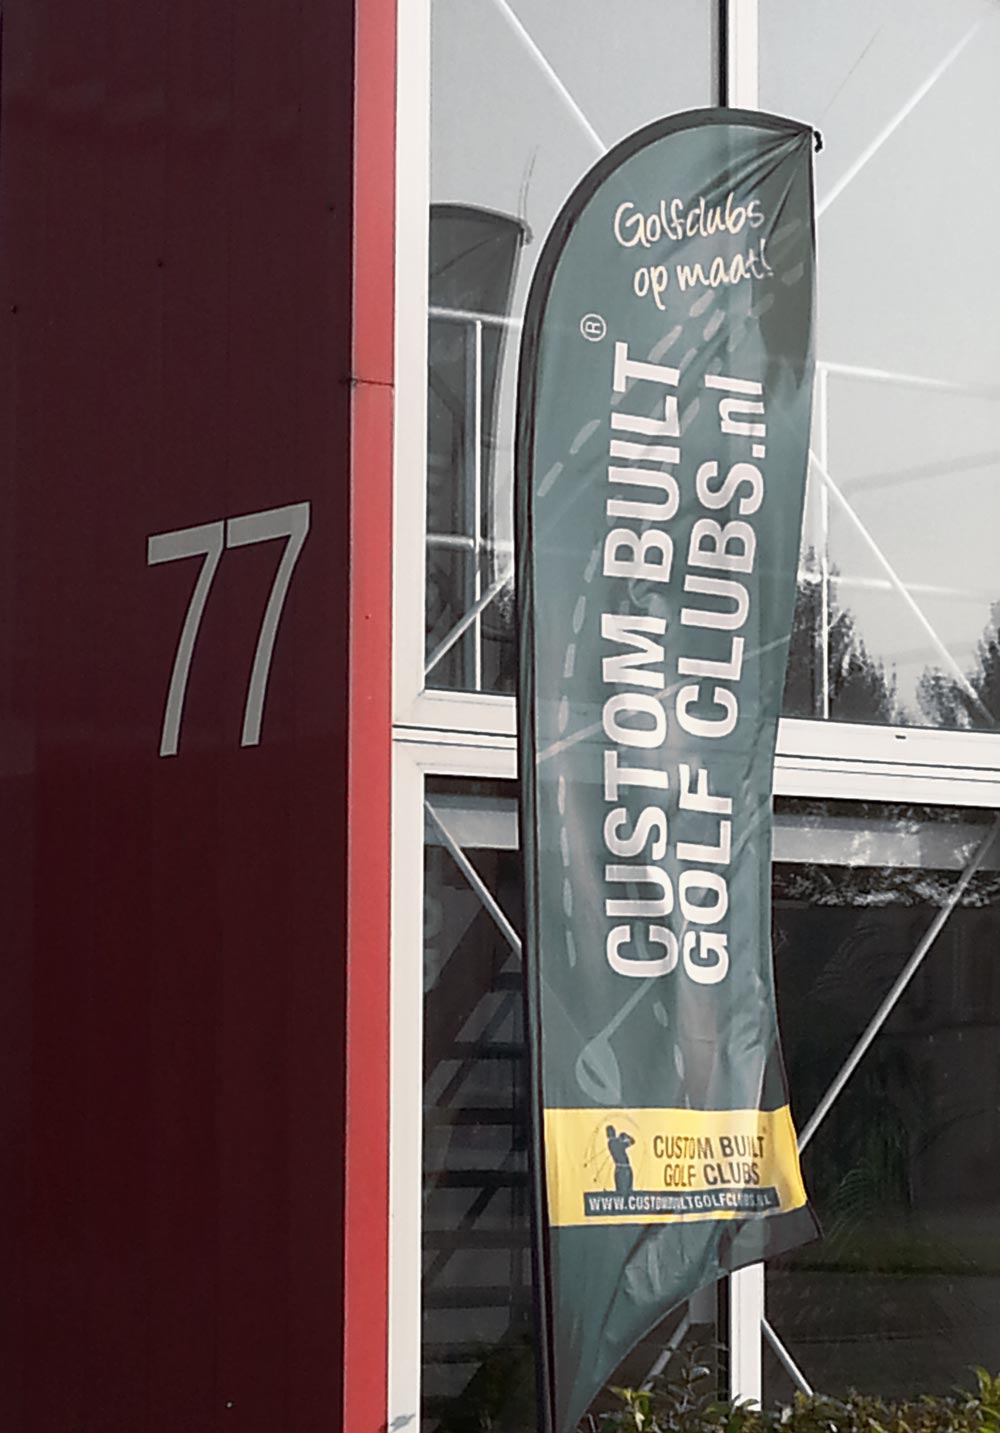 77
Golfclubs
op maat!
CUSTOM BUILT®
GOLF CLUBS.nl
CUSTOM BUILT
GOLF CLUBS
WWW.CUSTOMBUILTGOLFCLUBS.NL